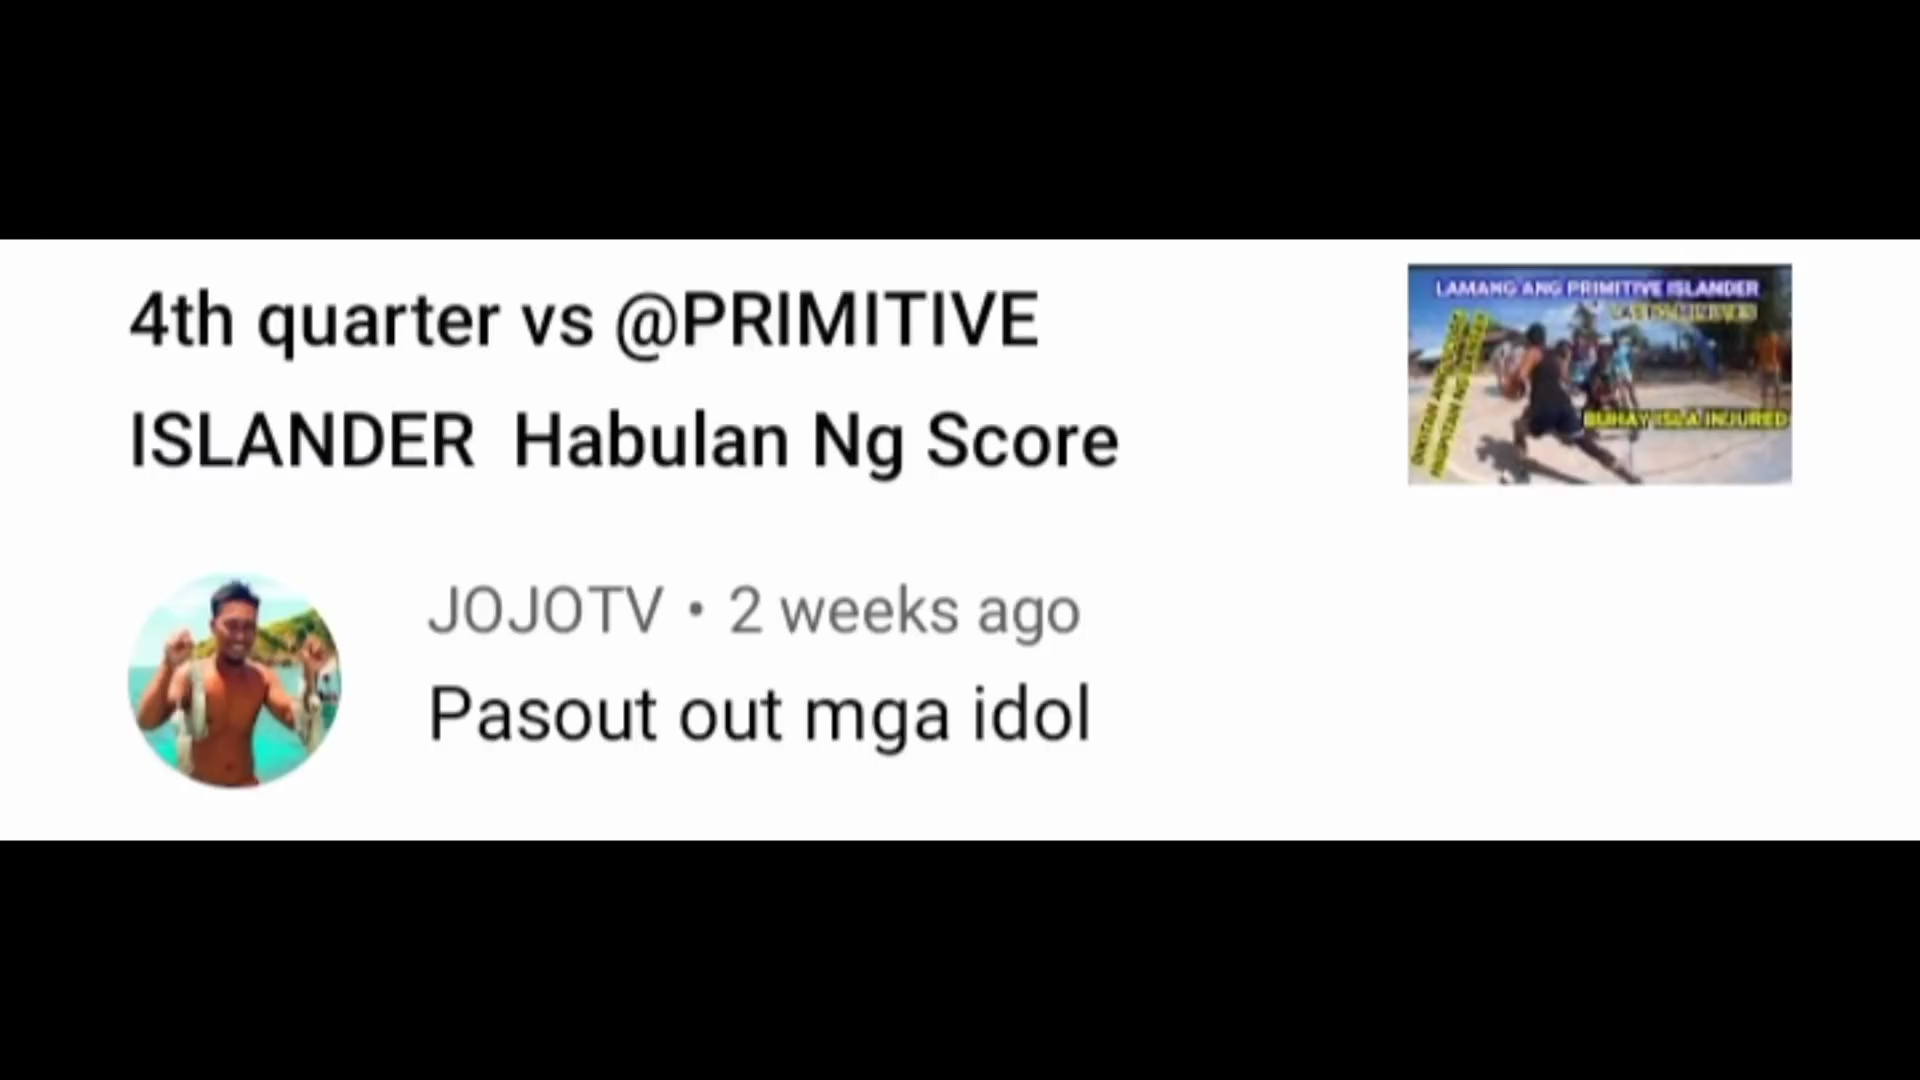 4th quarter vs @PRIMITIVE
ISLANDER Habulan Ng Score
LAMANG ANG PRIMITIVE ISLANDER
BUHAY ISLA INJURED
JOJOTV • 2 weeks ago
Pasout out mga idol